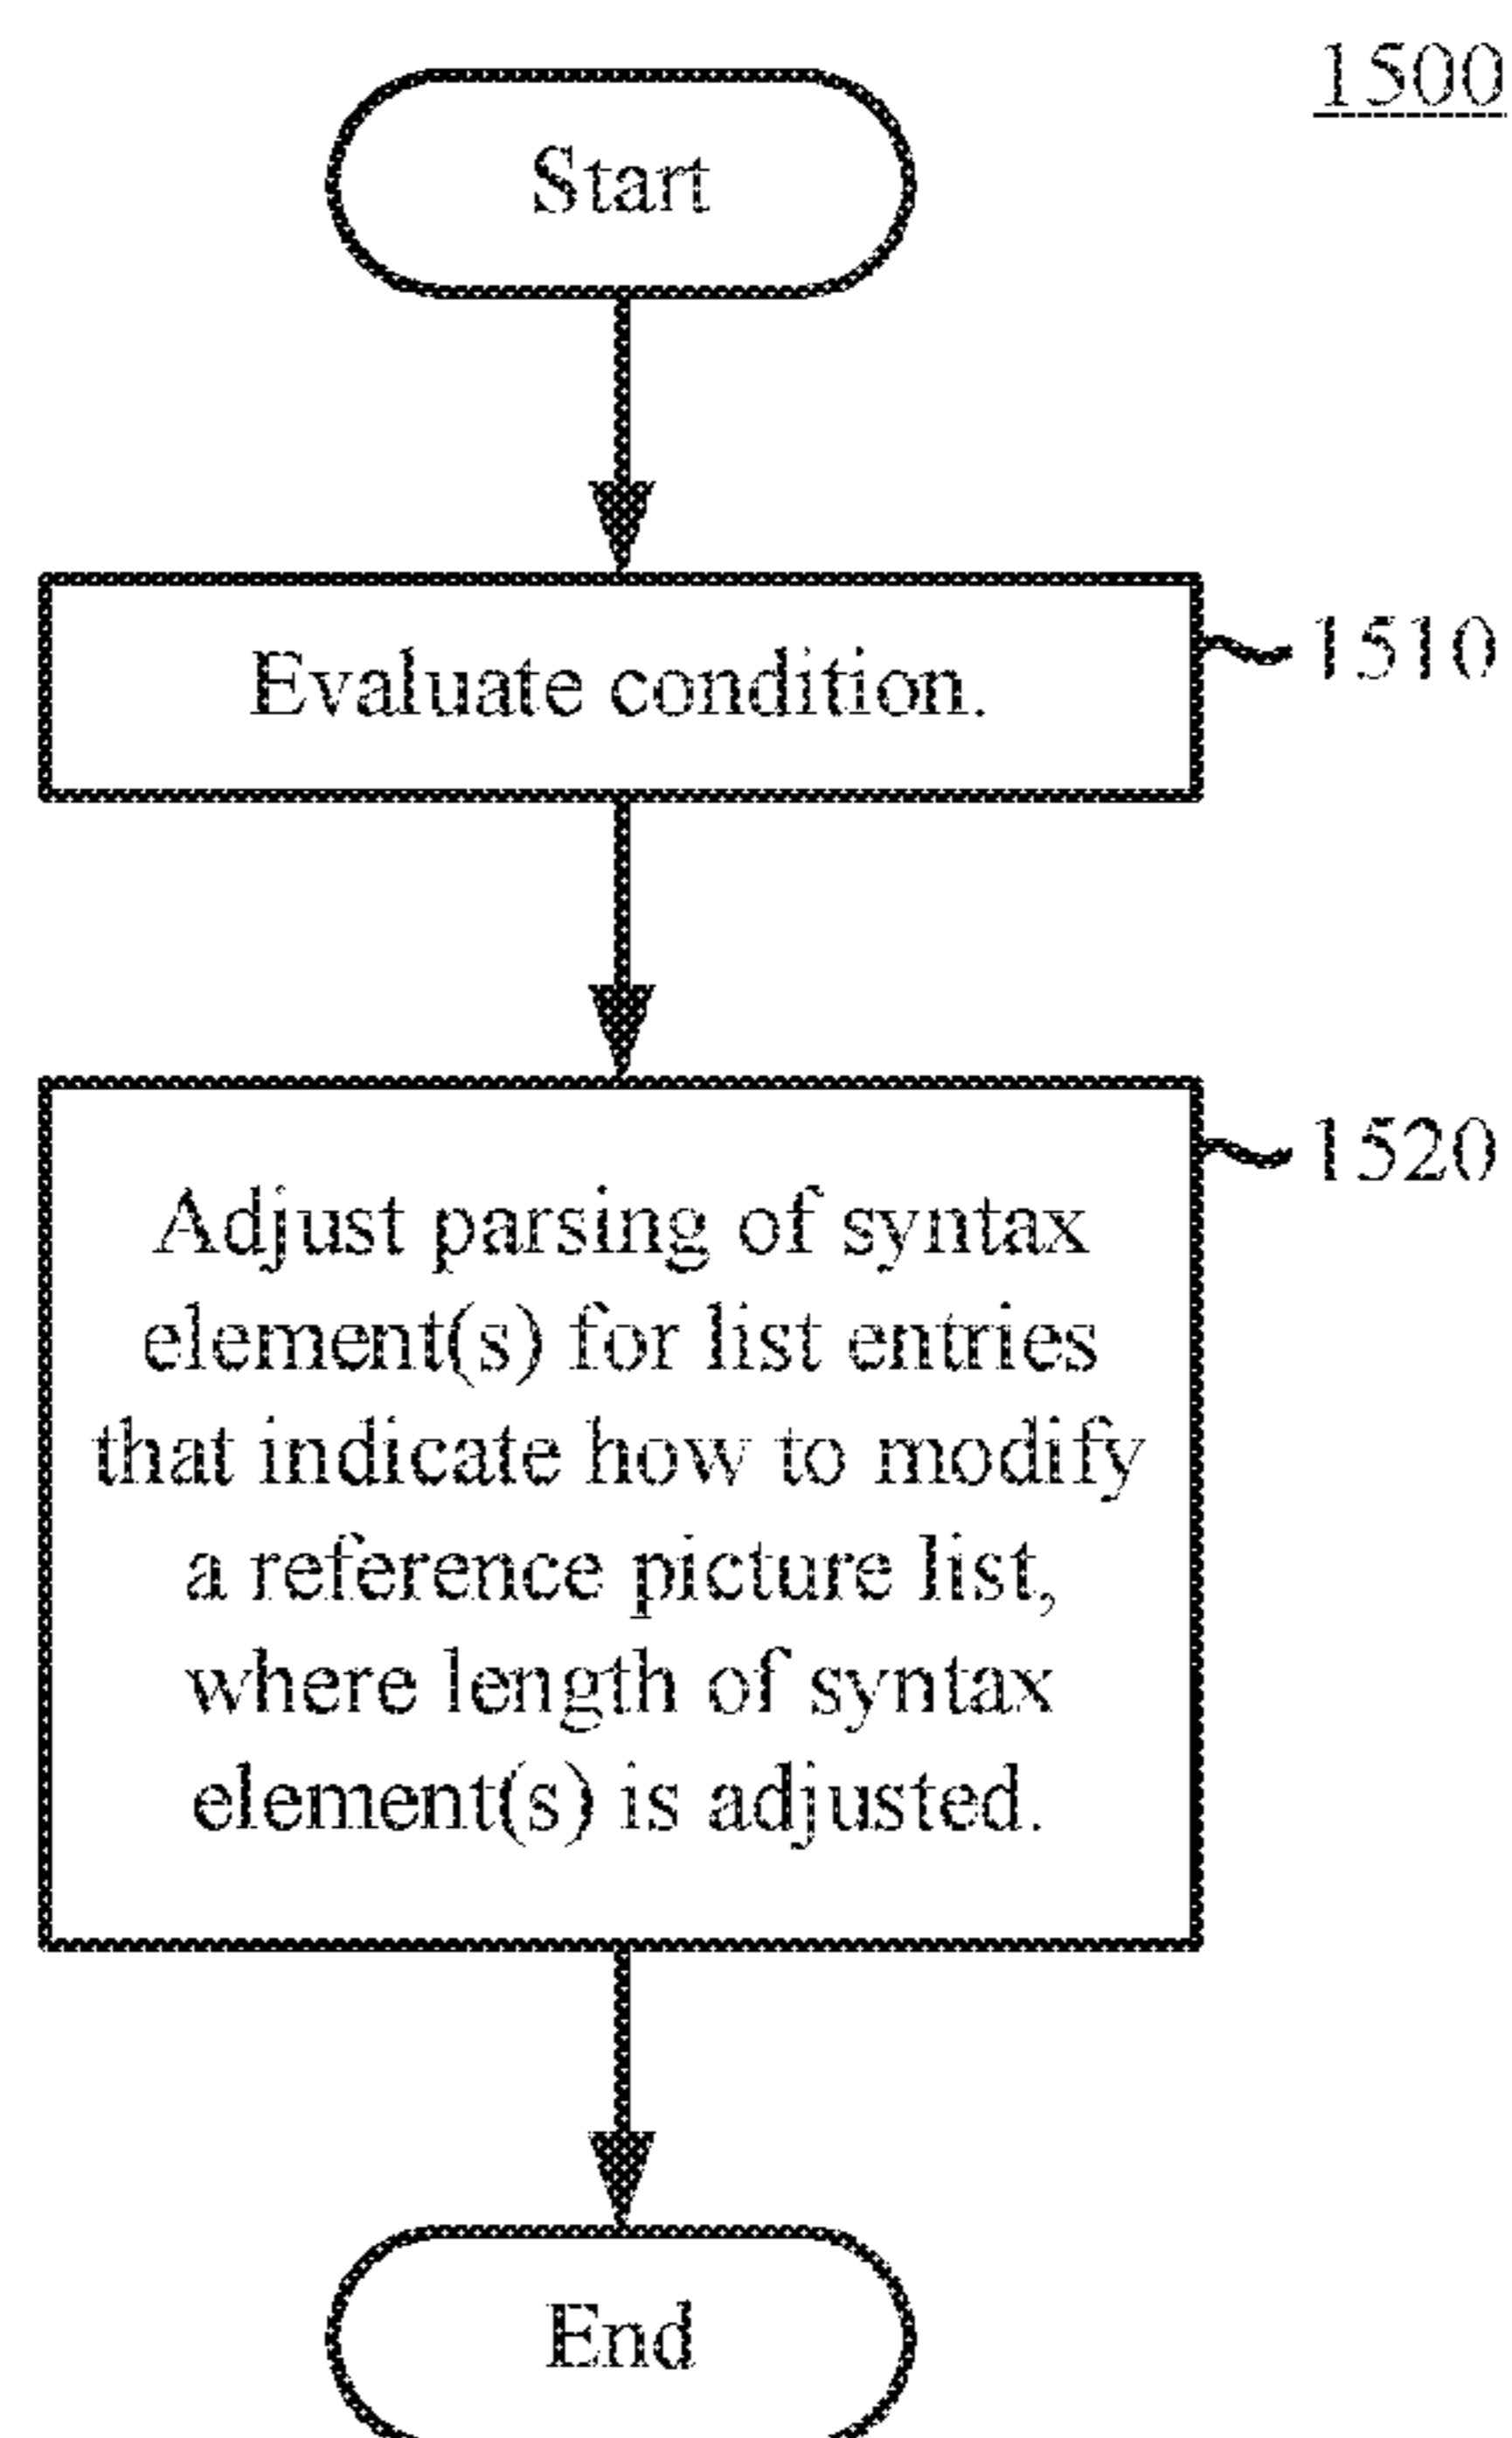 1500
Start
Evaluate condition.
1510
Adjust parsing of syntax
1520
element(s) for list entries
that indicate how to modify
a reference picture list,
where length of syntax
element(s) is adjusted.
End